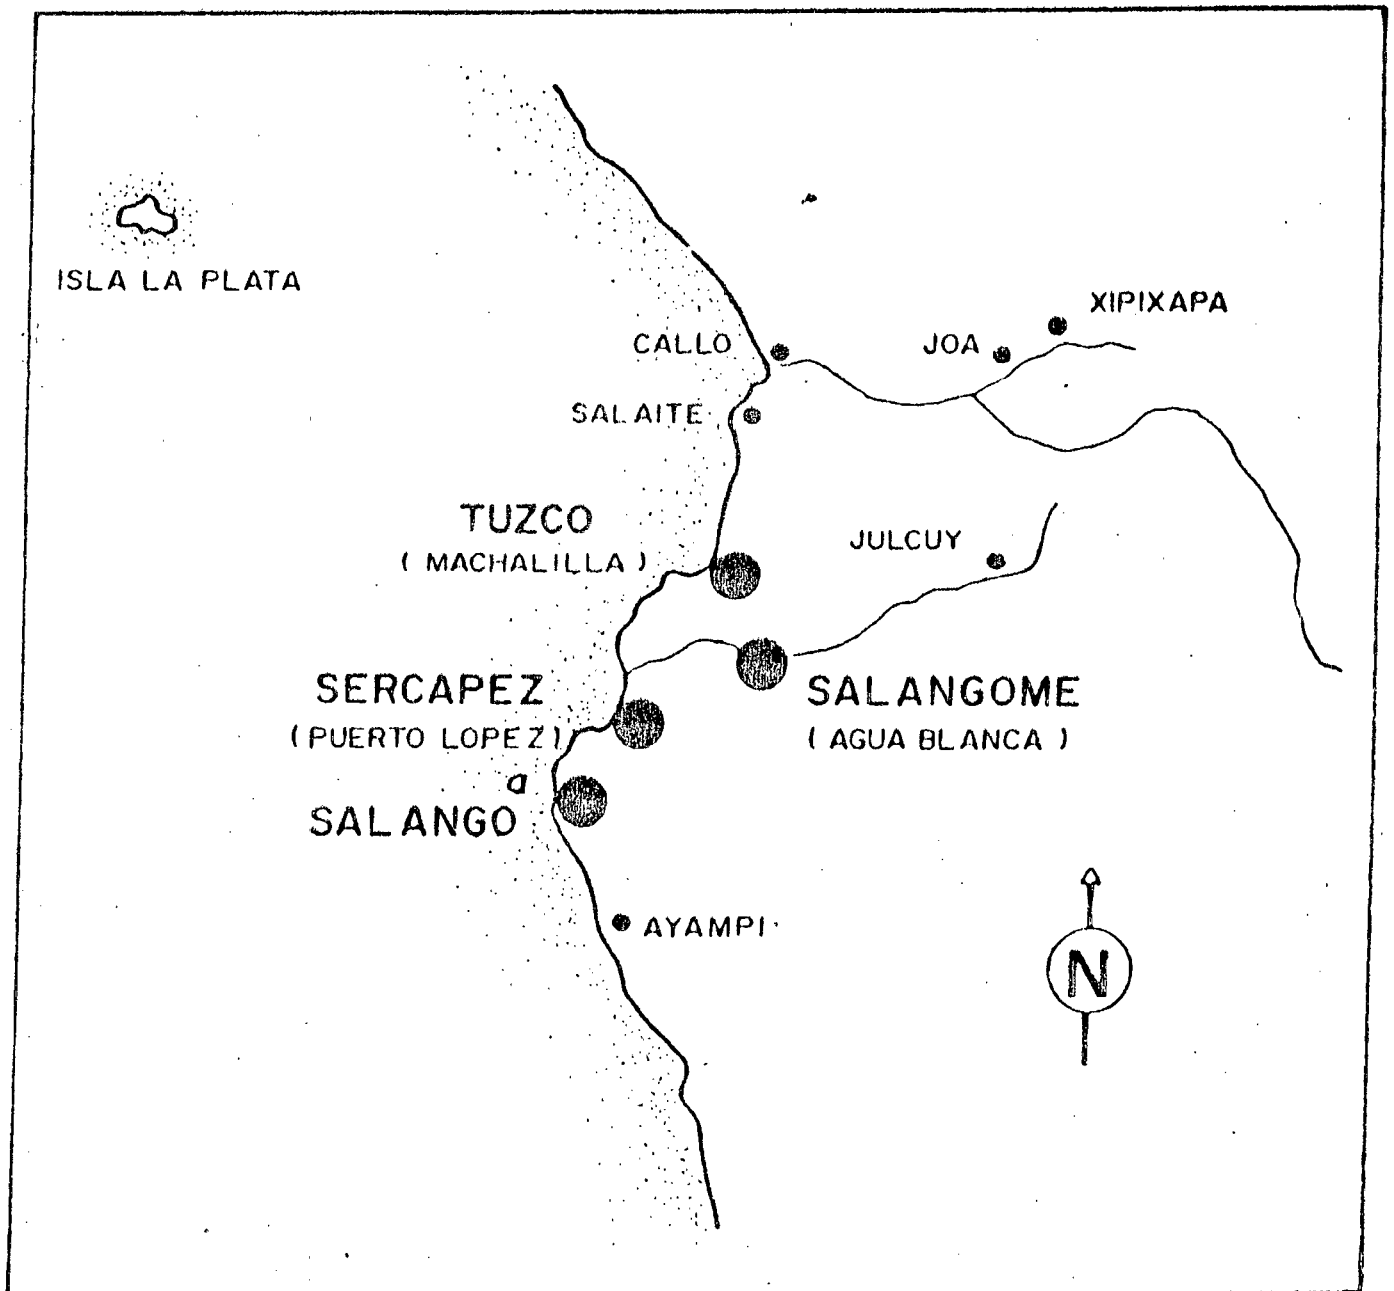 ISLA LA PLATA
XIPIXAPA
CALLO
JOA
SALAITE
TUZCO
( MACHALILLA )
JULCUY
SERCAPEZ
( PUERTO LOPEZ )
SALANGOME
( AGUA BLANCA )
SALANGO
AYAMPI
N